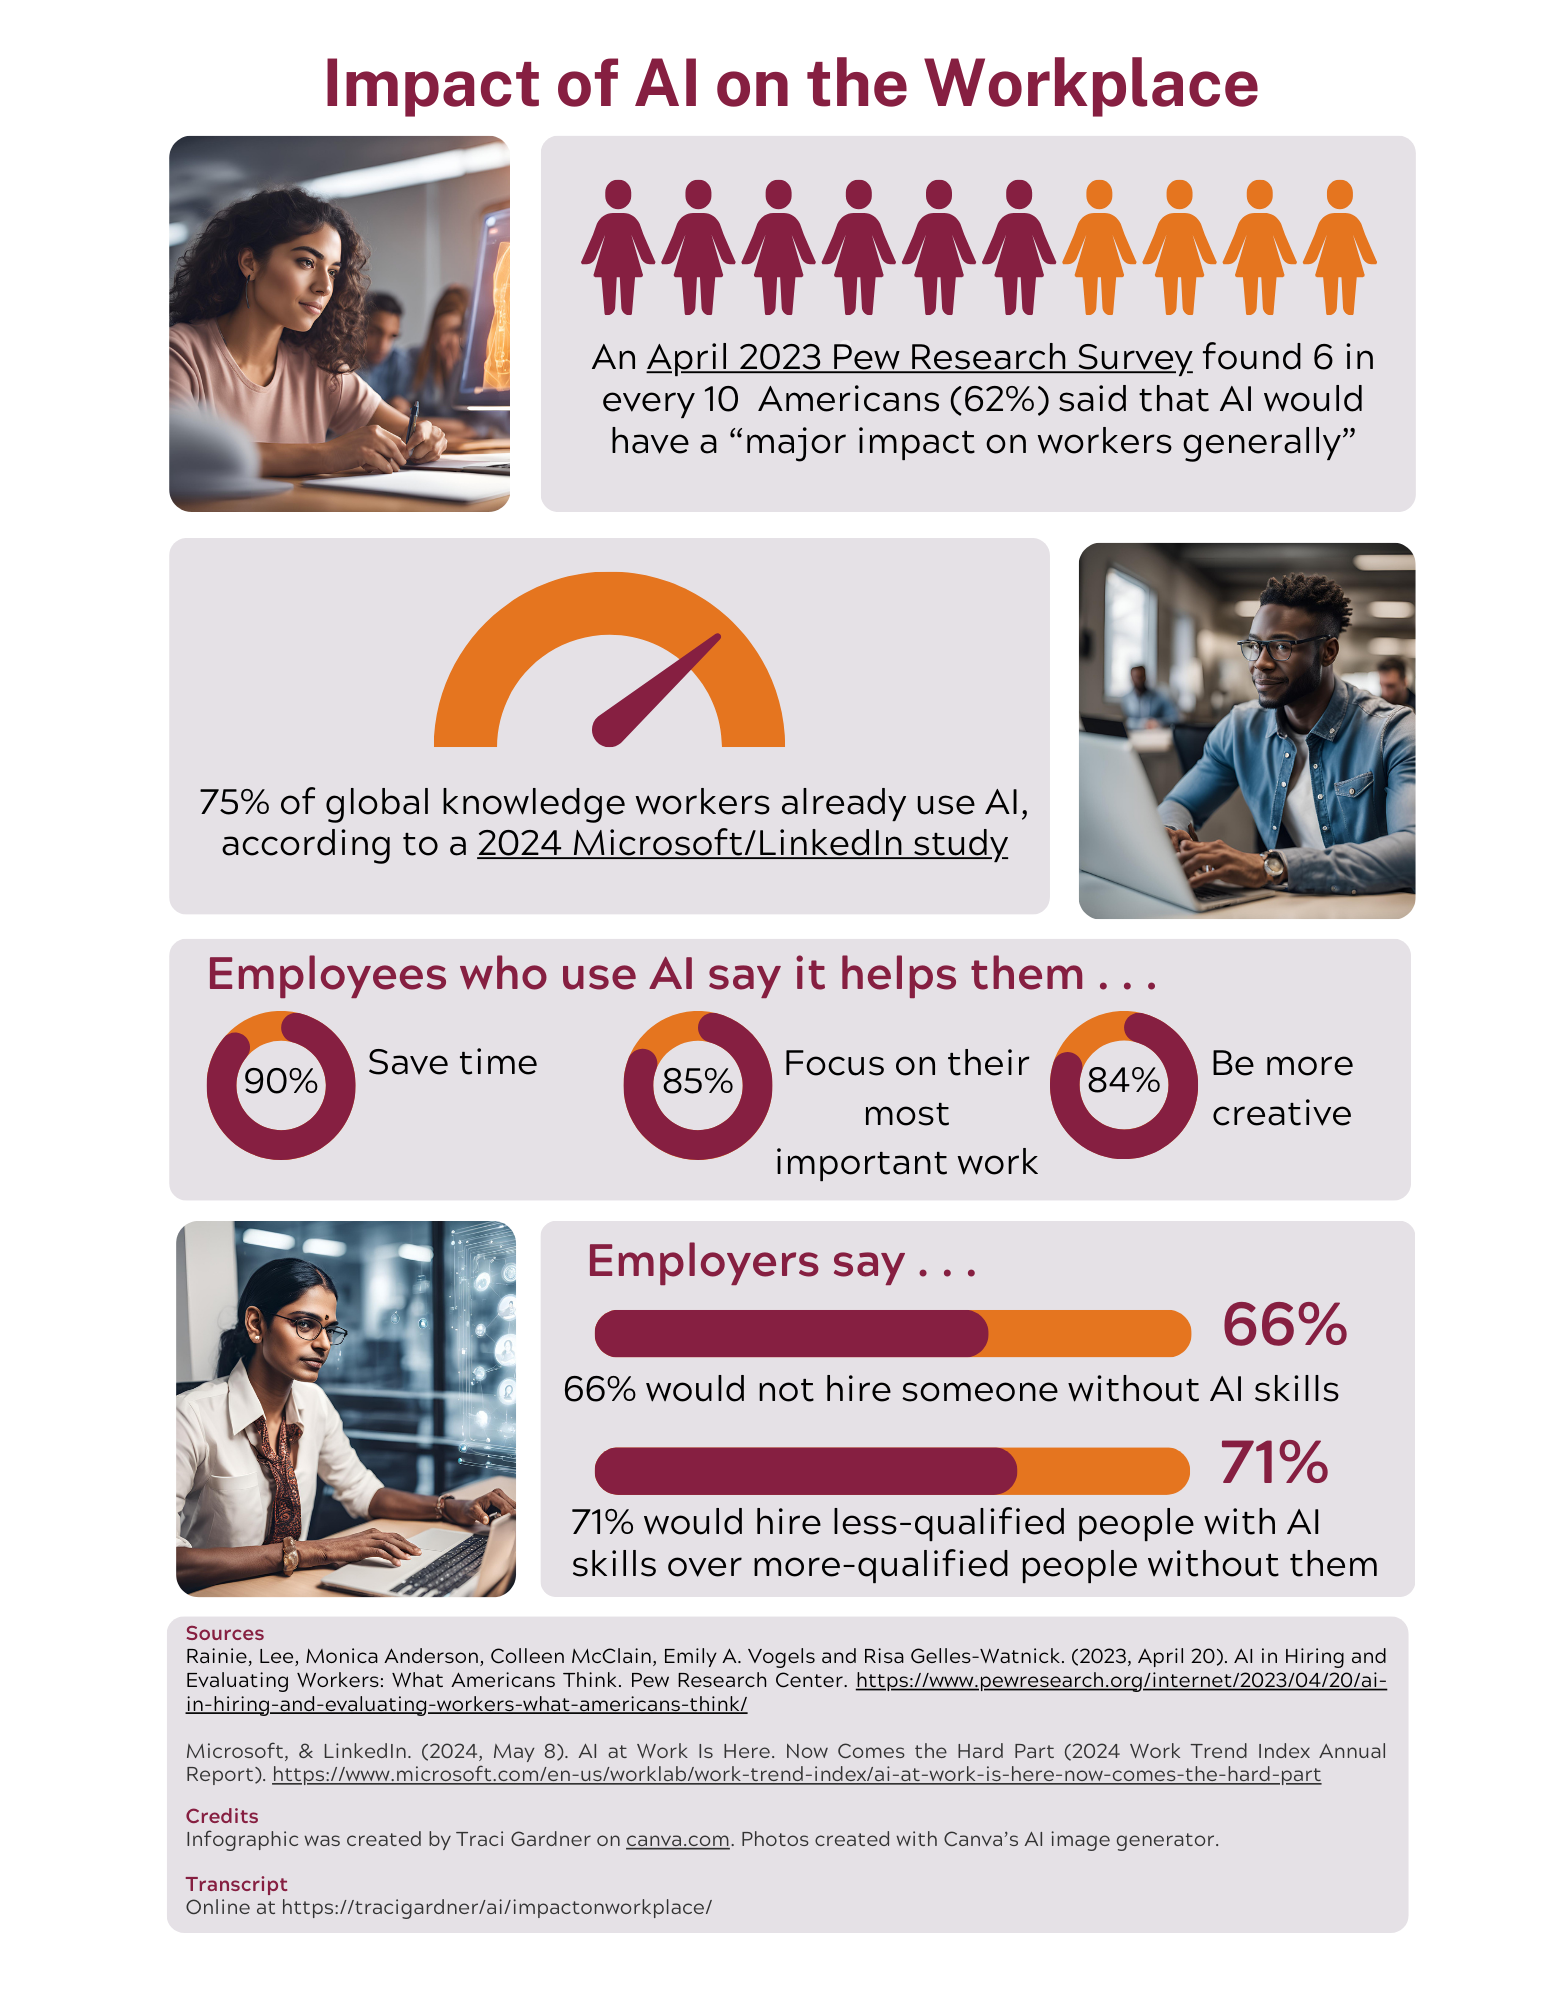 Impact of AI on the Workplace
An April 2023 Pew Research Survey found 6 in
every 10 Americans (62%) said that AI would
have a “major impact on workers generally”
75% of global knowledge workers already use AI,
according to a 2024 Microsoft/LinkedIn study
Employees who use AI say it helps them . . .
90%
Save time
85%
Focus on their
most
important work
84%
Be more
creative
Employers say . . .
66%
66% would not hire someone without AI skills
71%
71% would hire less-qualified people with AI
skills over more-qualified people without them
Sources
Rainie, Lee, Monica Anderson, Colleen McClain, Emily A. Vogels and Risa Gelles-Watnick. (2023, April 20). AI in Hiring and
Evaluating Workers: What Americans Think. Pew Research Center. https://www.pewresearch.org/internet/2023/04/20/ai-
in-hiring-and-evaluating-workers-what-americans-think/
Microsoft, & LinkedIn. (2024, May 8). AI at Work Is Here. Now Comes the Hard Part (2024 Work Trend Index Annual
Report). https://www.microsoft.com/en-us/worklab/work-trend-index/ai-at-work-is-here-now-comes-the-hard-part
Credits
Infographic was created by Traci Gardner on canva.com. Photos created with Canva’s AI image generator.
Transcript
Online at https://tracigardner/ai/impactonworkplace/